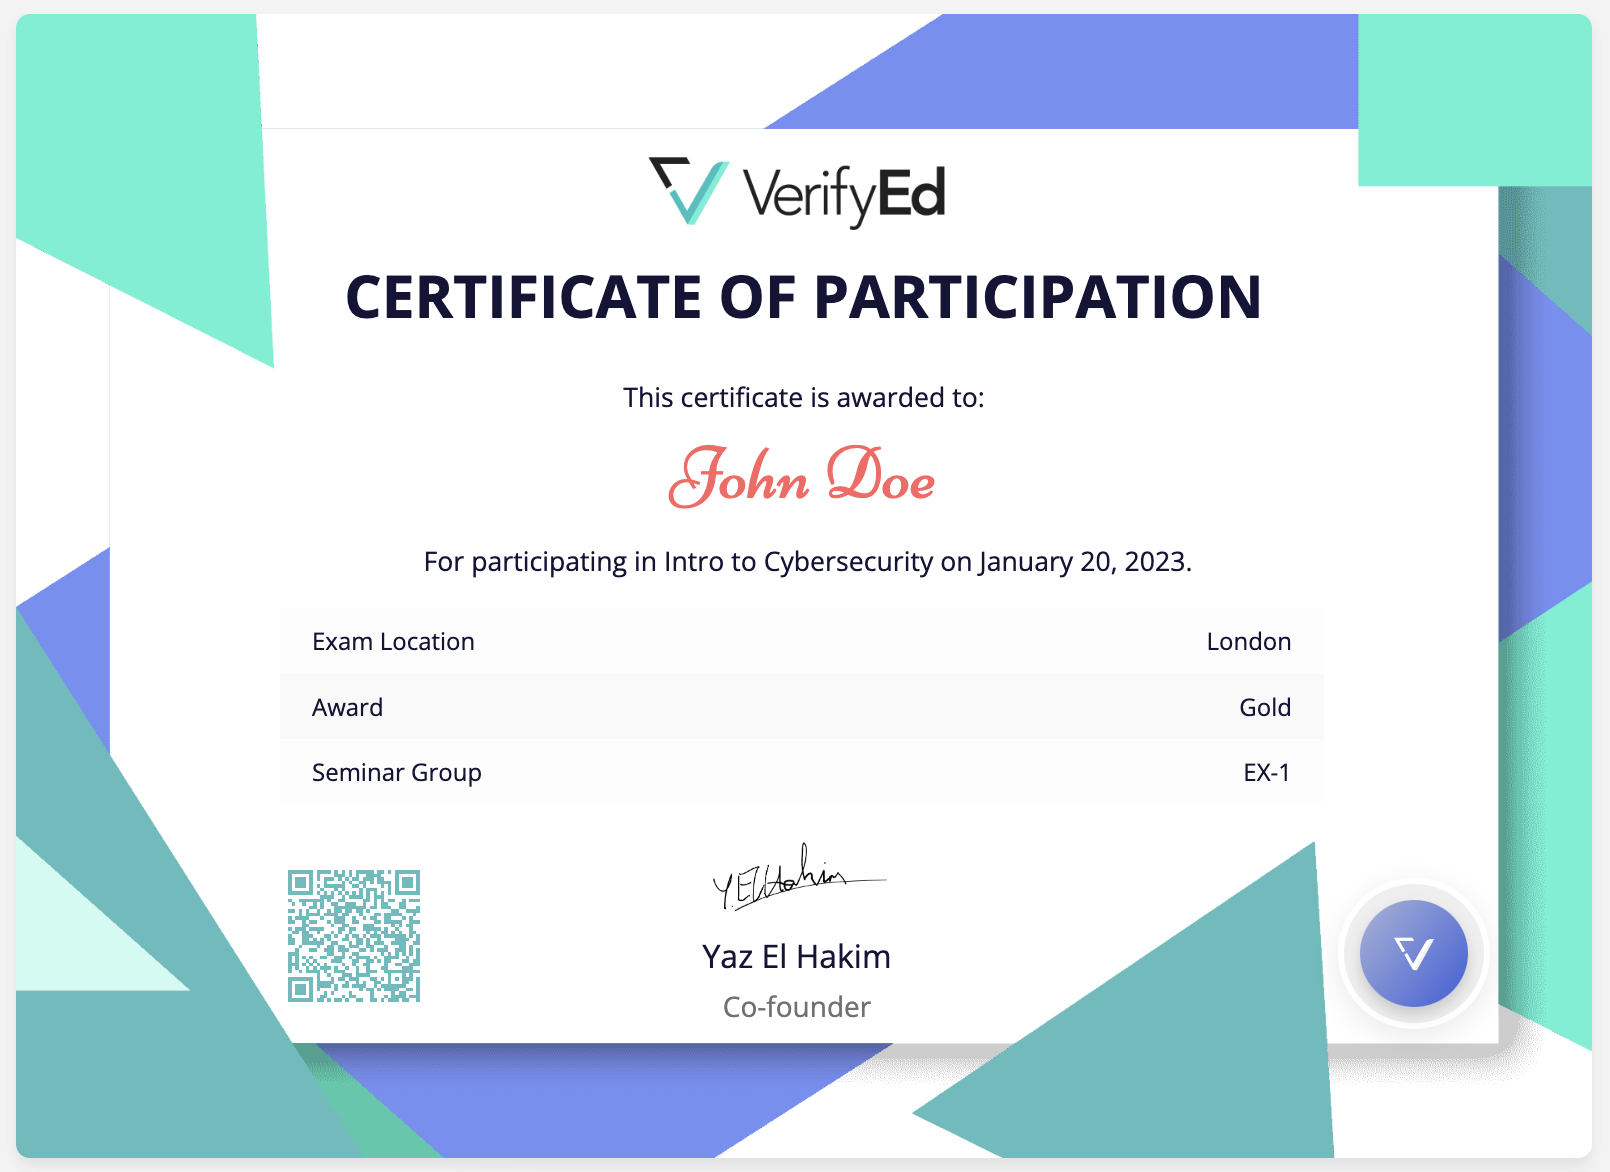 VerifyEd
CERTIFICATE OF PARTICIPATION
This certificate is awarded to:
John Doe
For participating in Intro to Cybersecurity on January 20, 2023.
Exam Location London
Award Gold
Seminar Group EX-1
Y.ElHakim
Yaz El Hakim
Co-founder